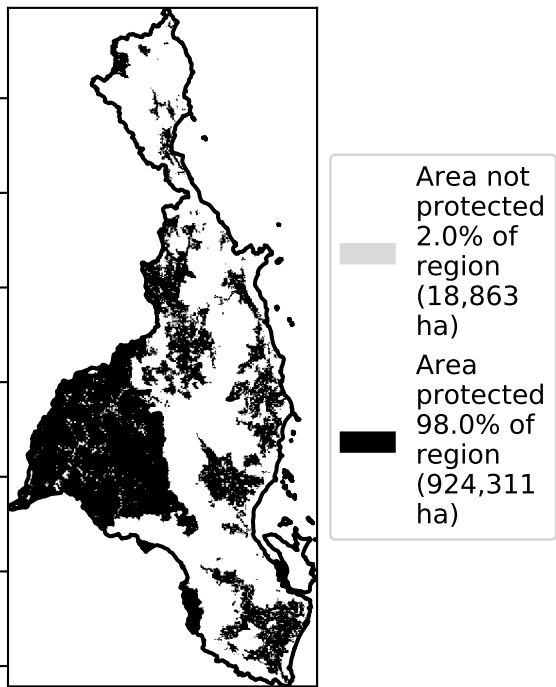 Area not
protected
2.0% of
region
(18,863
ha)
Area
protected
98.0% of
region
(924,311
ha)